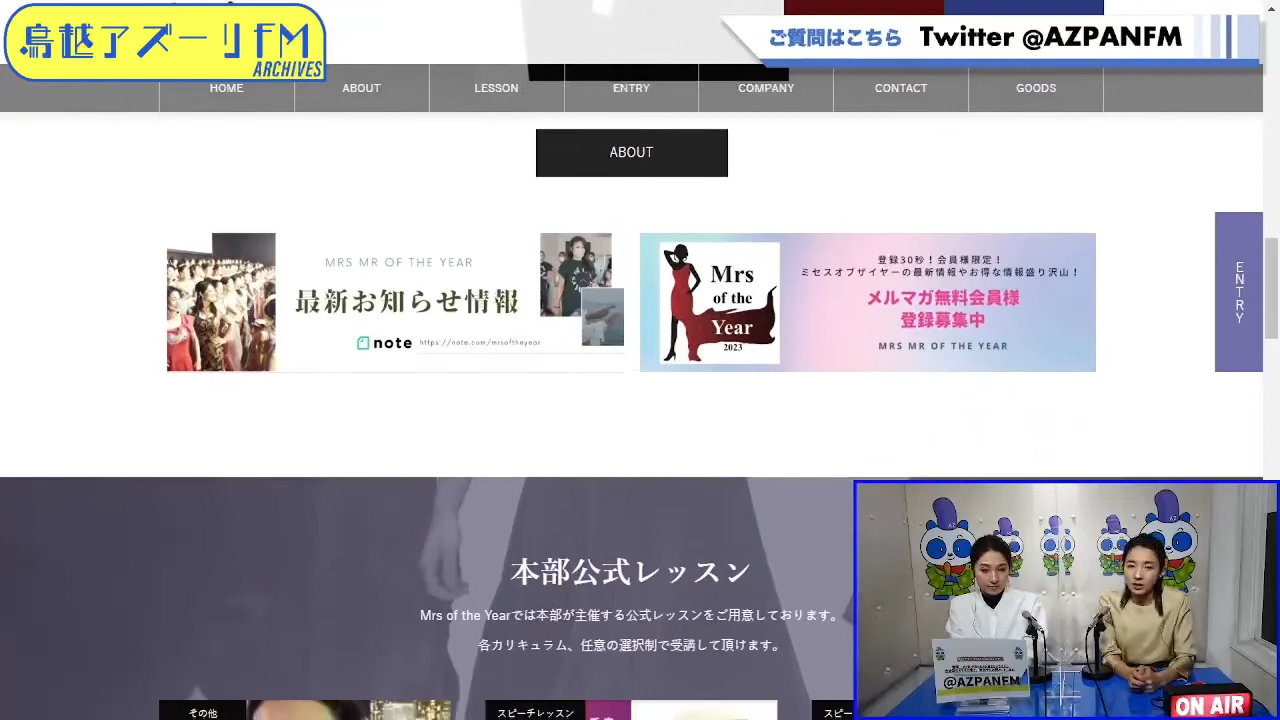 鳥越アズーリFM
ARCHIVES
ご質問はこちら Twitter @AZPANFM
HOME ABOUT LESSON ENTRY COMPANY CONTACT GOODS
ABOUT
MRS MR OF THE YEAR
最新お知らせ情報
note https://note.com/mrsoftheyear
Mrs
of the
Year
2023
登録30秒！会員様限定！
ミセスオブザイヤーの最新情報やお得な情報盛り沢山！
メルマガ無料会員様
登録募集中
MRS MR OF THE YEAR
ENTRY
本部公式レッスン
Mrs of the Yearでは本部が主催する公式レッスンをご用意しております。
各カリキュラム、任意の選択制で受講して頂けます。
その他
スピーチレッスン
スピー
@AZPANFM
ON AIR